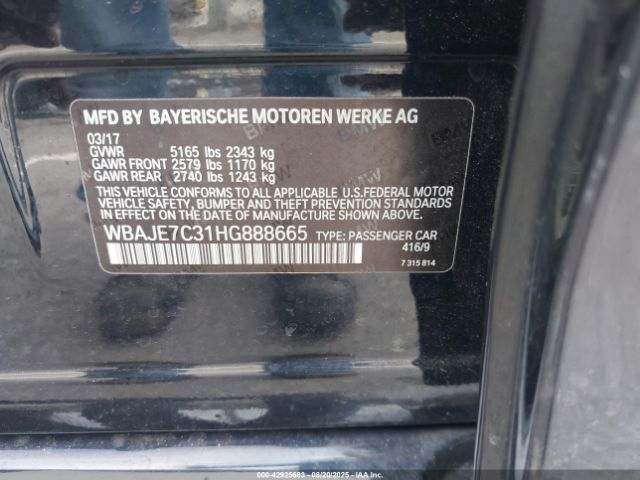 MFD BY BAYERISCHE MOTOREN WERKE AG
03/17
GVWR 5165 lbs 2343 kg
GAWR FRONT 2579 lbs 1170 kg
GAWR REAR 2740 lbs 1243 kg
THIS VEHICLE CONFORMS TO ALL APPLICABLE U.S.FEDERAL MOTOR
VEHICLE SAFETY, BUMPER AND THEFT PREVENTION STANDARDS
IN EFFECT ON THE DATE OF MANUFACTURE SHOWN ABOVE.
WBAJE7C31HG888665 TYPE: PASSENGER CAR
416/9
7 315 814
QQ-42925683 - 08/20/2025 - IAAI.COM